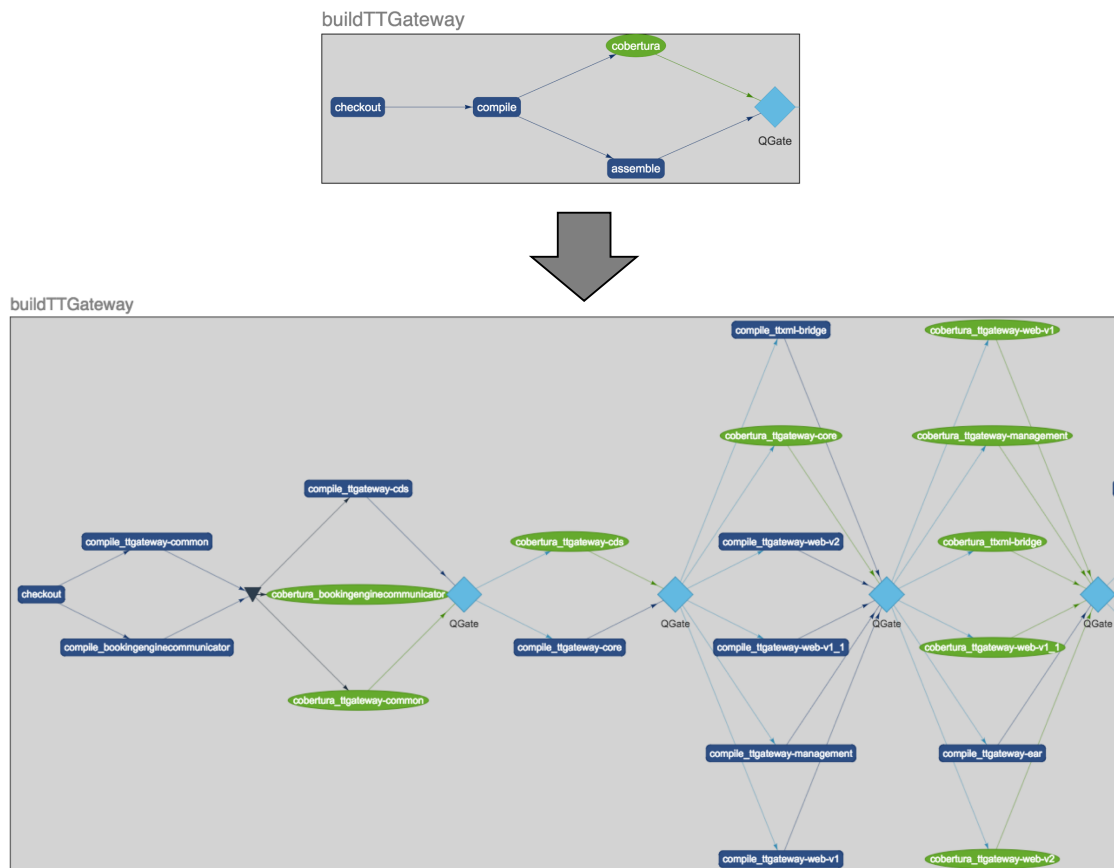 buildTTGateway
cobertura
checkout
compile
QGate
assemble
buildTTGateway
compile_ttxml-bridge
cobertura_ttgateway-web-v1
cobertura_ttgateway-core
cobertura_ttgateway-management
compile_ttgateway-cds
compile_ttgateway-common
cobertura_ttgateway-cds
compile_ttgateway-web-v2
cobertura_ttxml-bridge
checkout
cobertura_bookingenginecommunicator
QGate
QGate
QGate
QGate
compile_bookingenginecommunicator
compile_ttgateway-core
compile_ttgateway-web-v1_1
cobertura_ttgateway-web-v1_1
cobertura_ttgateway-common
compile_ttgateway-management
compile_ttgateway-ear
compile_ttgateway-web-v1
cobertura_ttgateway-web-v2